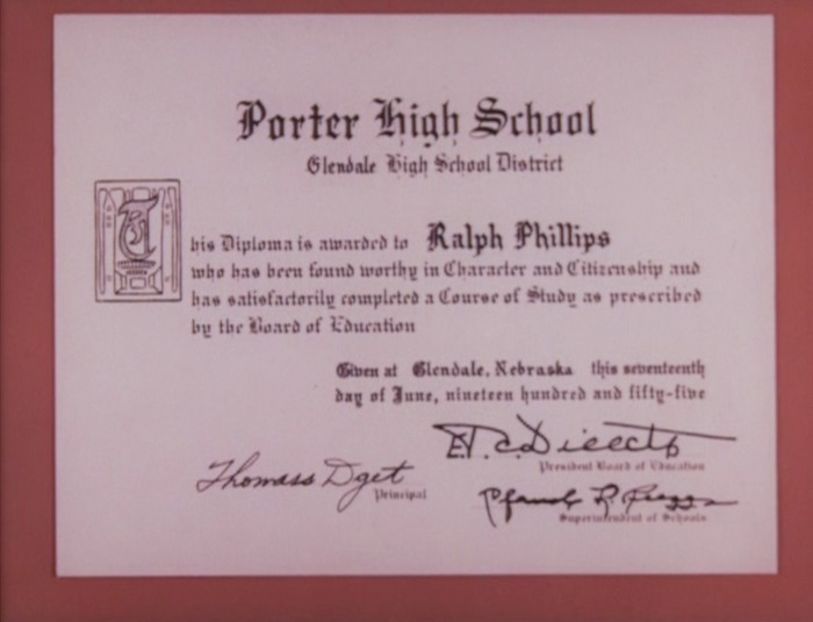 Porter High School
Glendale High School District
This Diploma is awarded to Ralph Phillips
who has been found worthy in Character and Citizenship and
has satisfactorily completed a Course of Study as prescribed
by the Board of Education
Given at Glendale, Nebraska this seventeenth
day of June, nineteen hundred and fifty-five
President Board of Education
Thomass Dget
Principal
Superintendent of Schools